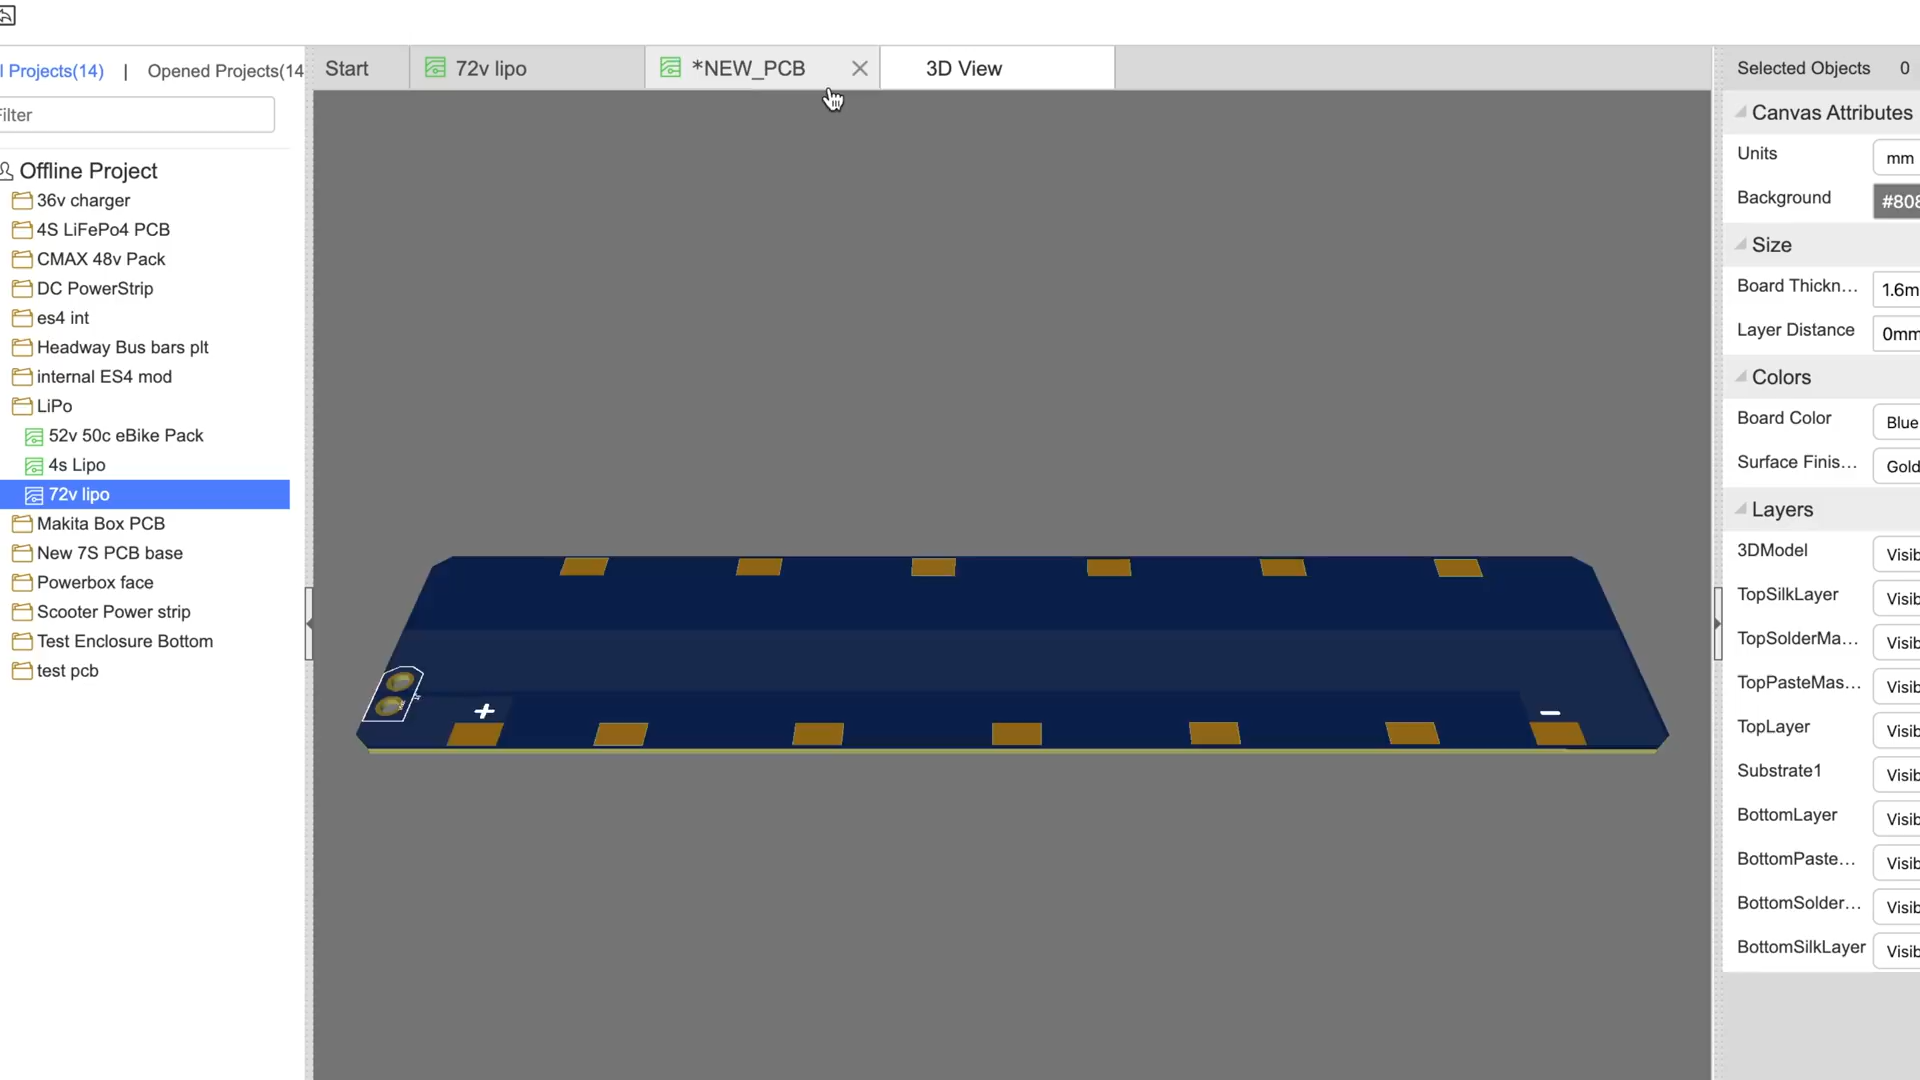 l Projects(14) | Opened Projects(14
Start
72v lipo
*NEW_PCB
3D View
Filter
Offline Project
36v charger
4S LiFePo4 PCB
CMAX 48v Pack
DC PowerStrip
es4 int
Headway Bus bars plt
internal ES4 mod
LiPo
52v 50c eBike Pack
4s Lipo
72v lipo
Makita Box PCB
New 7S PCB base
Powerbox face
Scooter Power strip
Test Enclosure Bottom
test pcb
+
−
Selected Objects 0
Canvas Attributes
Units mm
Background #808
Size
Board Thickn... 1.6m
Layer Distance 0mm
Colors
Board Color Blue
Surface Finis... Gold
Layers
3DModel Visib
TopSilkLayer Visib
TopSolderMa... Visib
TopPasteMas... Visib
TopLayer Visib
Substrate1 Visib
BottomLayer Visib
BottomPaste... Visib
BottomSolder... Visib
BottomSilkLayer Visib